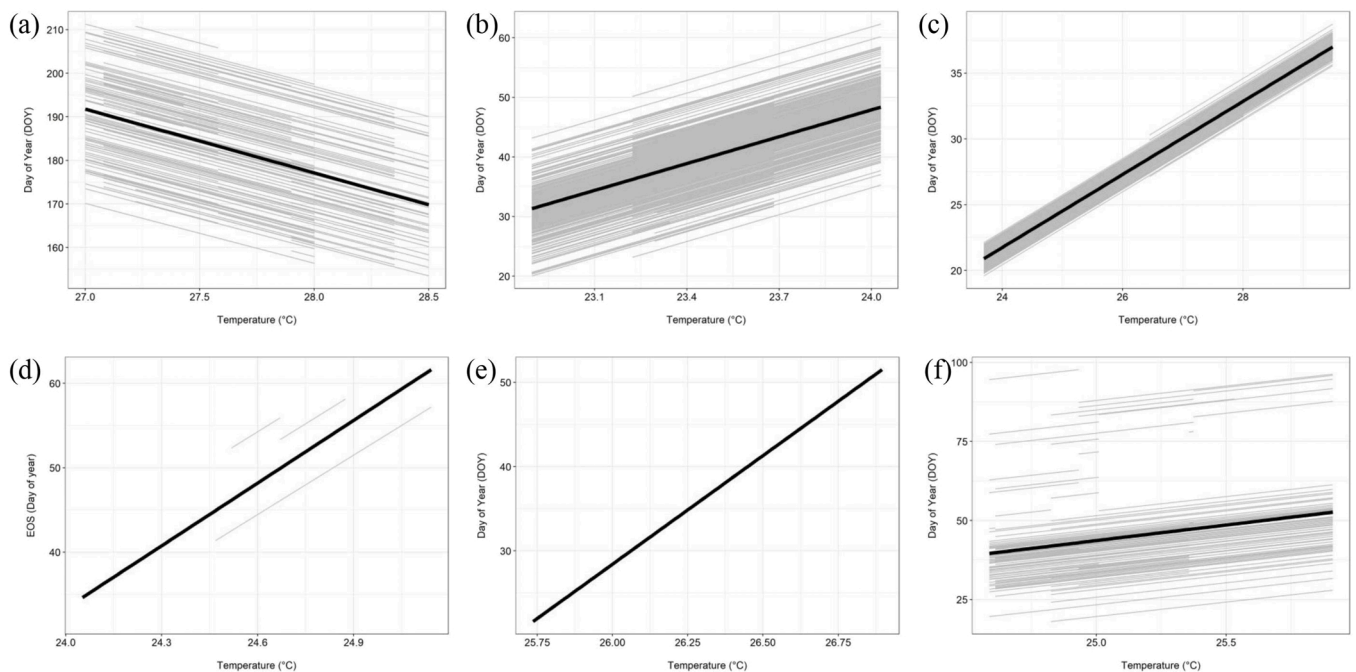 (a)
210
200
190
180
170
160
Day of Year (DOY)
27.0 27.5 28.0 28.5
Temperature (°C)
(b)
60
50
40
30
20
Day of Year (DOY)
23.1 23.4 23.7 24.0
Temperature (°C)
(c)
35
30
25
20
Day of Year (DOY)
24 26 28
Temperature (°C)
(d)
60
50
40
EOS (Day of year)
24.0 24.3 24.6 24.9
Temperature (°C)
(e)
50
40
30
Day of Year (DOY)
25.75 26.00 26.25 26.50 26.75
Temperature (°C)
(f)
100
75
50
25
Day of Year (DOY)
25.0 25.5
Temperature (°C)